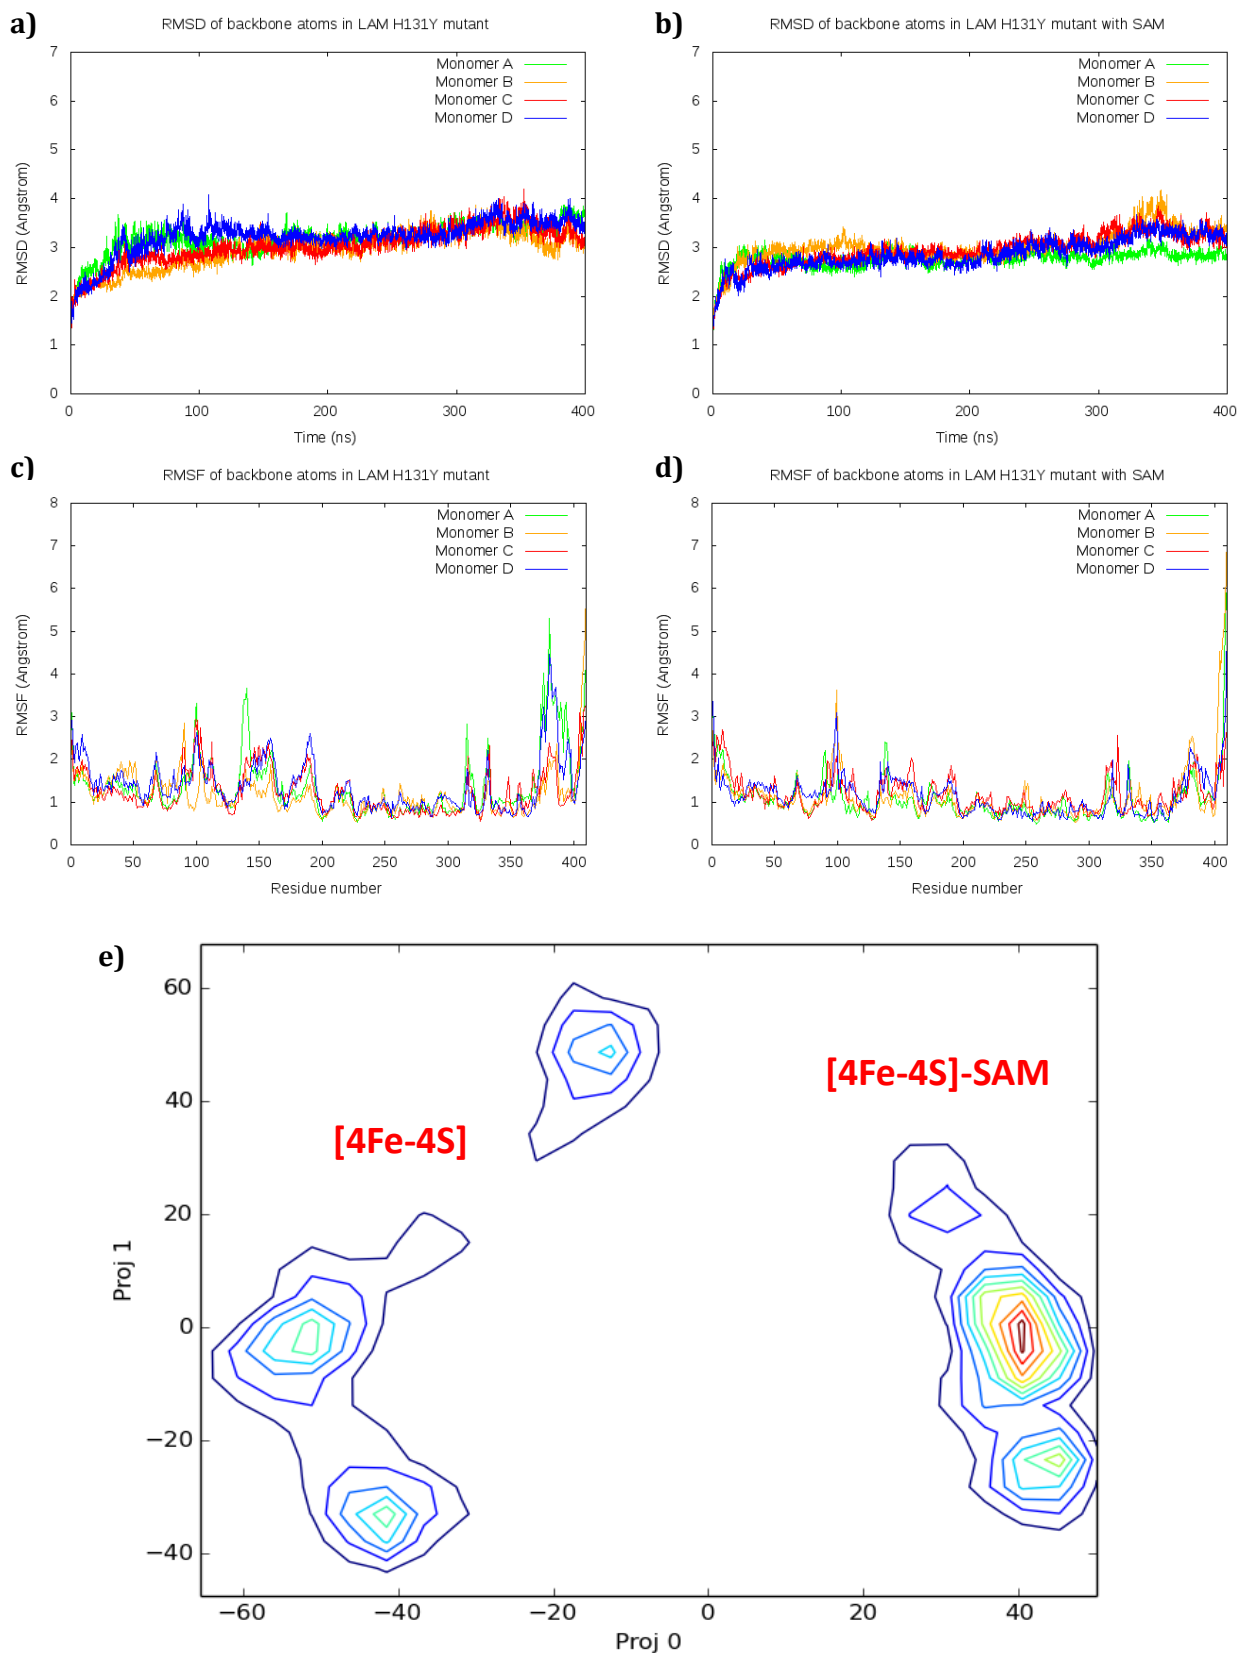 a)
RMSD of backbone atoms in LAM H131Y mutant
7
6
5
4
3
2
1
0
RMSD (Angstrom)
Monomer A
Monomer B
Monomer C
Monomer D
0 100 200 300 400
Time (ns)
b)
RMSD of backbone atoms in LAM H131Y mutant with SAM
7
6
5
4
3
2
1
0
RMSD (Angstrom)
Monomer A
Monomer B
Monomer C
Monomer D
0 100 200 300 400
Time (ns)
c)
RMSF of backbone atoms in LAM H131Y mutant
8
7
6
5
4
3
2
1
0
RMSF (Angstrom)
Monomer A
Monomer B
Monomer C
Monomer D
0 50 100 150 200 250 300 350 400
Residue number
d)
RMSF of backbone atoms in LAM H131Y mutant with SAM
8
7
6
5
4
3
2
1
0
RMSF (Angstrom)
Monomer A
Monomer B
Monomer C
Monomer D
0 50 100 150 200 250 300 350 400
Residue number
e)
60
40
20
0
−20
−40
Proj 1
[4Fe-4S]
[4Fe-4S]-SAM
−60 −40 −20 0 20 40
Proj 0